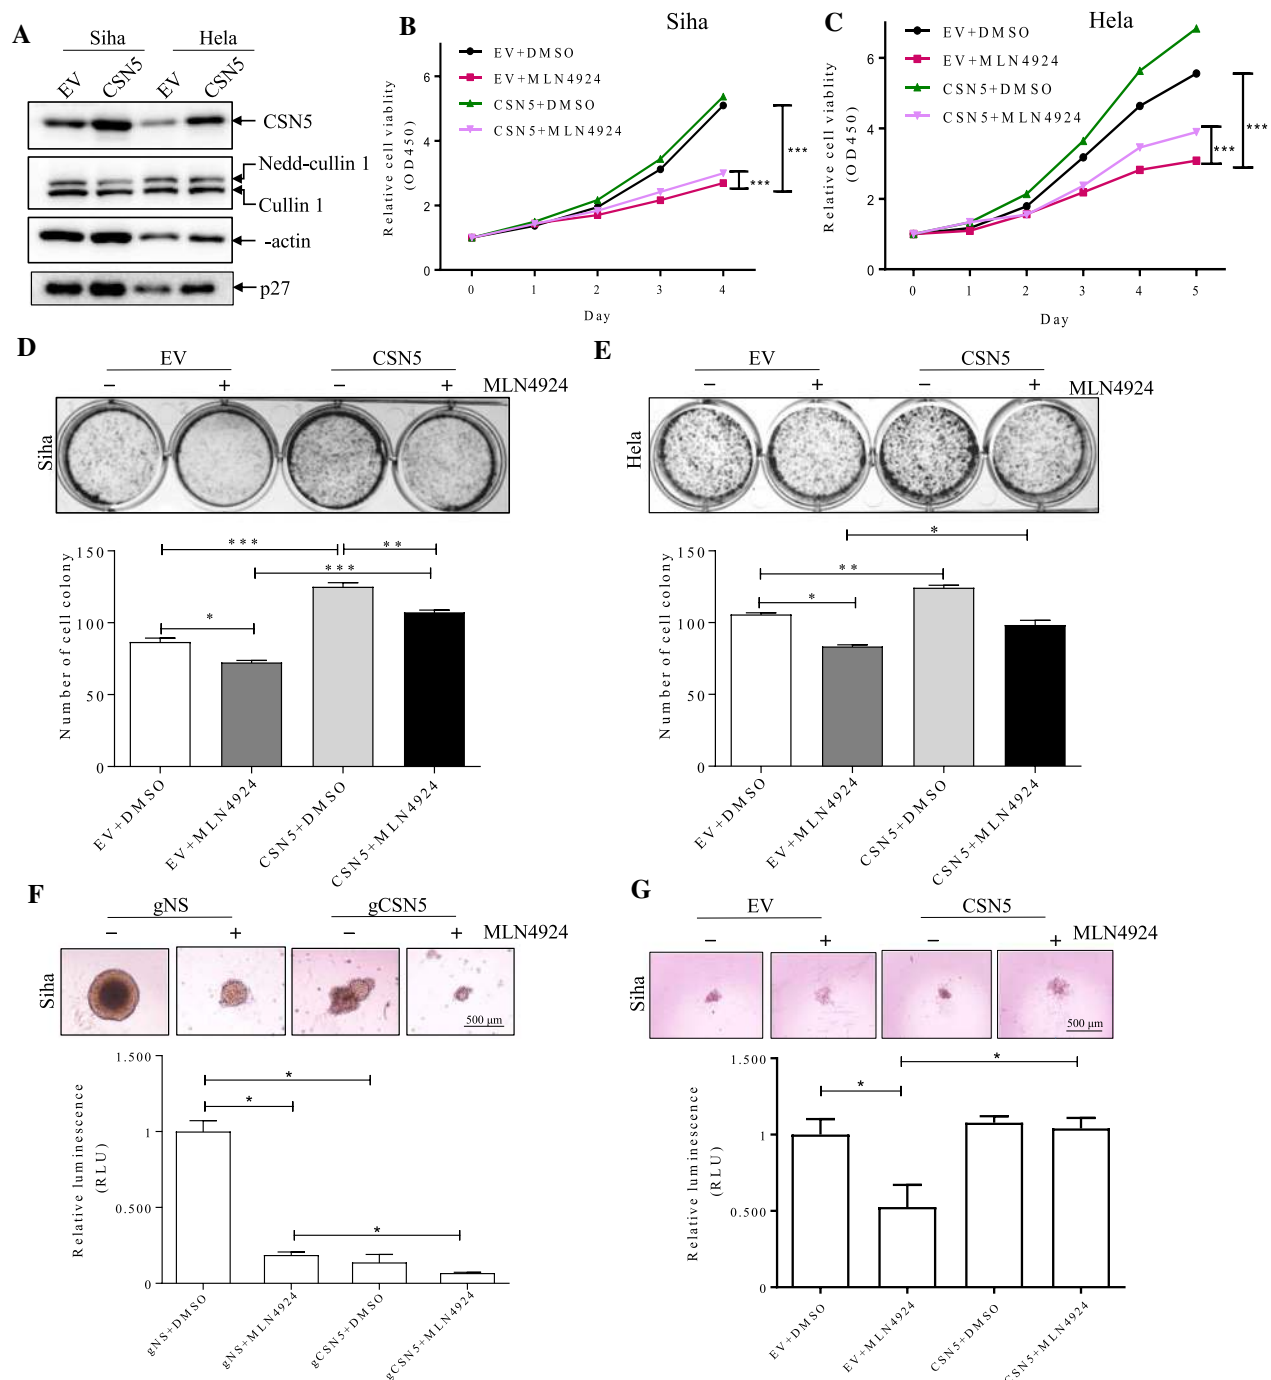 A
Siha
Hela
EV
CSN5
EV
CSN5
CSN5
Nedd-cullin 1
Cullin 1
-actin
p27
B
Siha
EV+DMSO
EV+MLN4924
CSN5+DMSO
CSN5+MLN4924
Relative cell viablity
(OD450)
6
4
2
0
***
***
0 1 2 3 4
Day
C
Hela
EV+DMSO
EV+MLN4924
CSN5+DMSO
CSN5+MLN4924
Relative cell viablity
(OD450)
6
4
2
0
***
***
0 1 2 3 4 5
Day
D
EV
CSN5
− + − + MLN4924
Siha
Number of cell colony
150
100
50
0
***
**
***
*
EV+DMSO
EV+MLN4924
CSN5+DMSO
CSN5+MLN4924
E
EV
CSN5
− + − + MLN4924
Hela
Number of cell colony
150
100
50
0
*
**
*
EV+DMSO
EV+MLN4924
CSN5+DMSO
CSN5+MLN4924
F
gNS
gCSN5
− + − + MLN4924
Siha
500 μm
Relative luminescence
(RLU)
1.500
1
0.500
0
*
*
*
gNS+DMSO
gNS+MLN4924
gCSN5+DMSO
gCSN5+MLN4924
G
EV
CSN5
− + − + MLN4924
Siha
500 μm
Relative luminescence
(RLU)
1.500
1
0.500
0
*
*
EV+DMSO
EV+MLN4924
CSN5+DMSO
CSN5+MLN4924